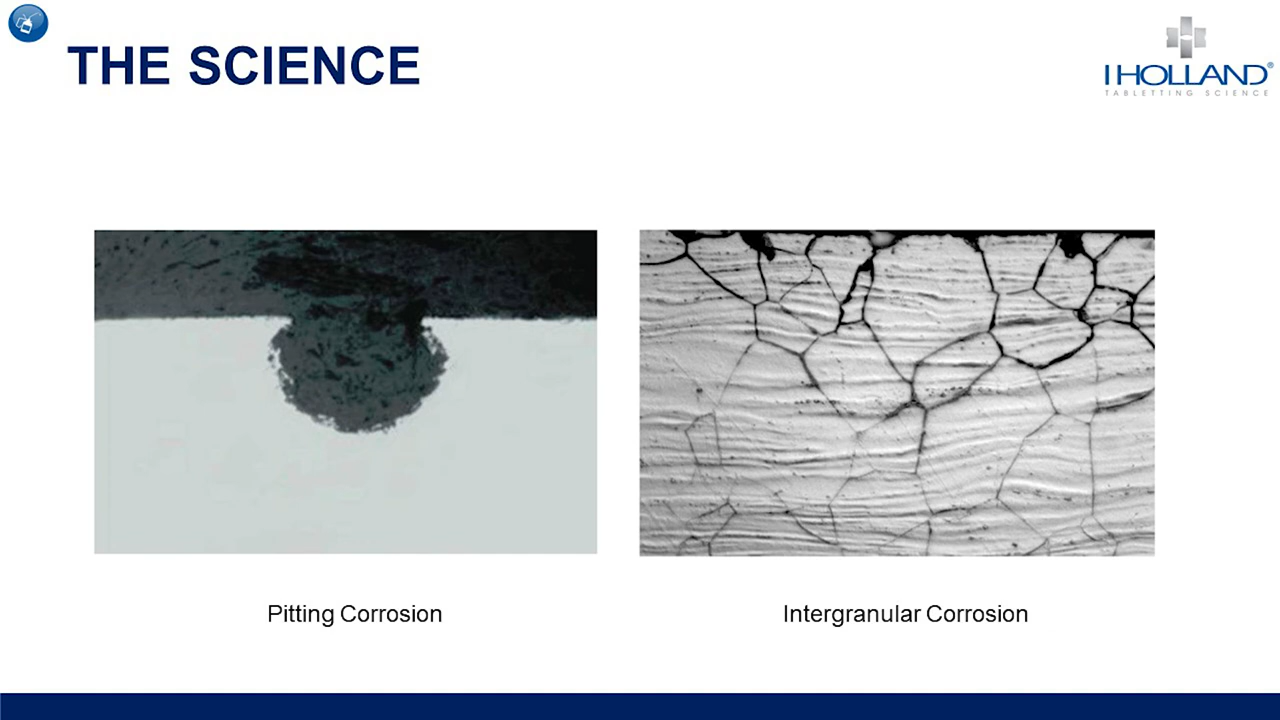 THE SCIENCE
I HOLLAND®
TABLETTING SCIENCE
Pitting Corrosion
Intergranular Corrosion